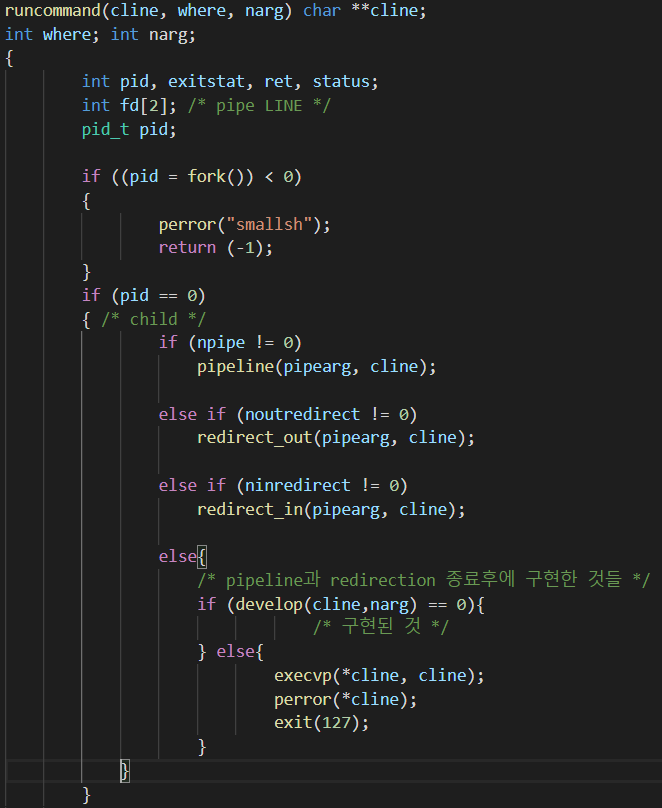 runcommand(cline, where, narg) char **cline;
int where; int narg;
{
int pid, exitstat, ret, status;
int fd[2]; /* pipe LINE */
pid_t pid;
if ((pid = fork()) < 0)
{
perror("smallsh");
return (-1);
}
if (pid == 0)
{ /* child */
if (npipe != 0)
pipeline(pipearg, cline);
else if (noutredirect != 0)
redirect_out(pipearg, cline);
else if (ninredirect != 0)
redirect_in(pipearg, cline);
else{
/* pipeline과 redirection 종료후에 구현한 것들 */
if (develop(cline,narg) == 0){
/* 구현된 것 */
} else{
execvp(*cline, cline);
perror(*cline);
exit(127);
}
}
}